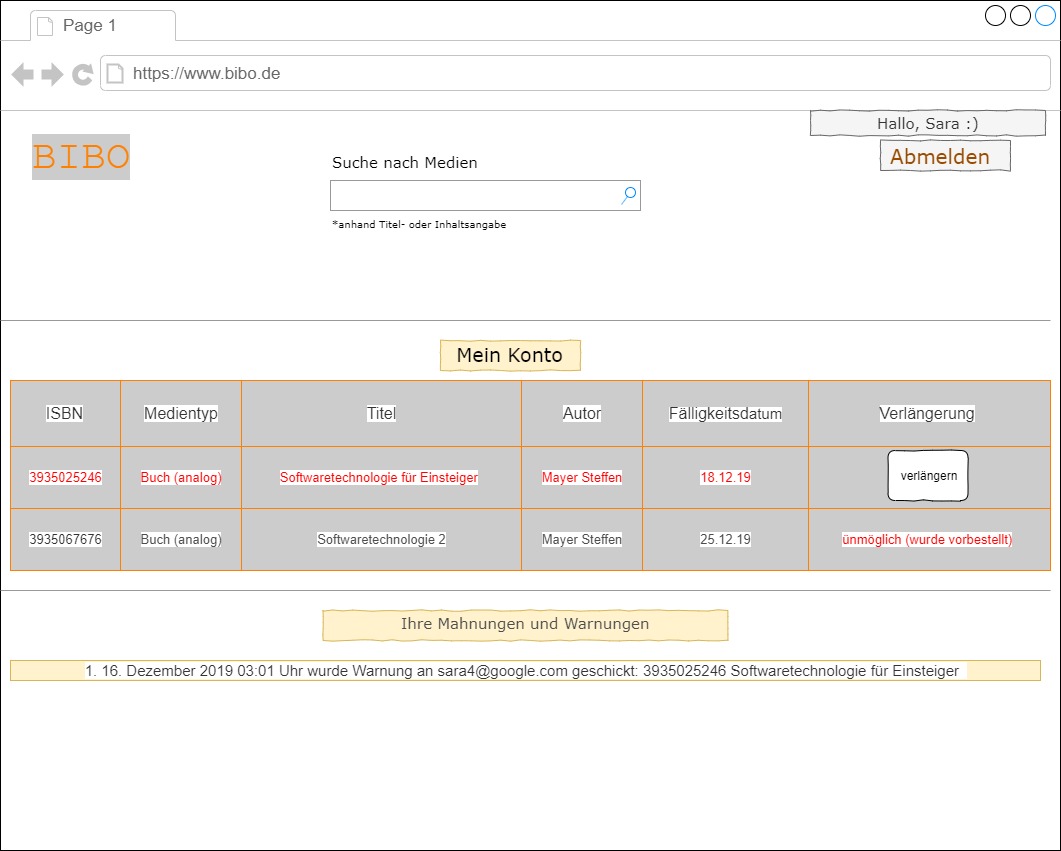 Page 1
https://www.bibo.de
Hallo, Sara :)
BIBO
Abmelden
Suche nach Medien
*anhand Titel- oder Inhaltsangabe
Mein Konto
ISBN Medientyp Titel Autor Fälligkeitsdatum Verlängerung
3935025246 Buch (analog) Softwaretechnologie für Einsteiger Mayer Steffen 18.12.19 verlängern
3935067676 Buch (analog) Softwaretechnologie 2 Mayer Steffen 25.12.19 ünmöglich (wurde vorbestellt)
Ihre Mahnungen und Warnungen
1. 16. Dezember 2019 03:01 Uhr wurde Warnung an sara4@google.com geschickt: 3935025246 Softwaretechnologie für Einsteiger